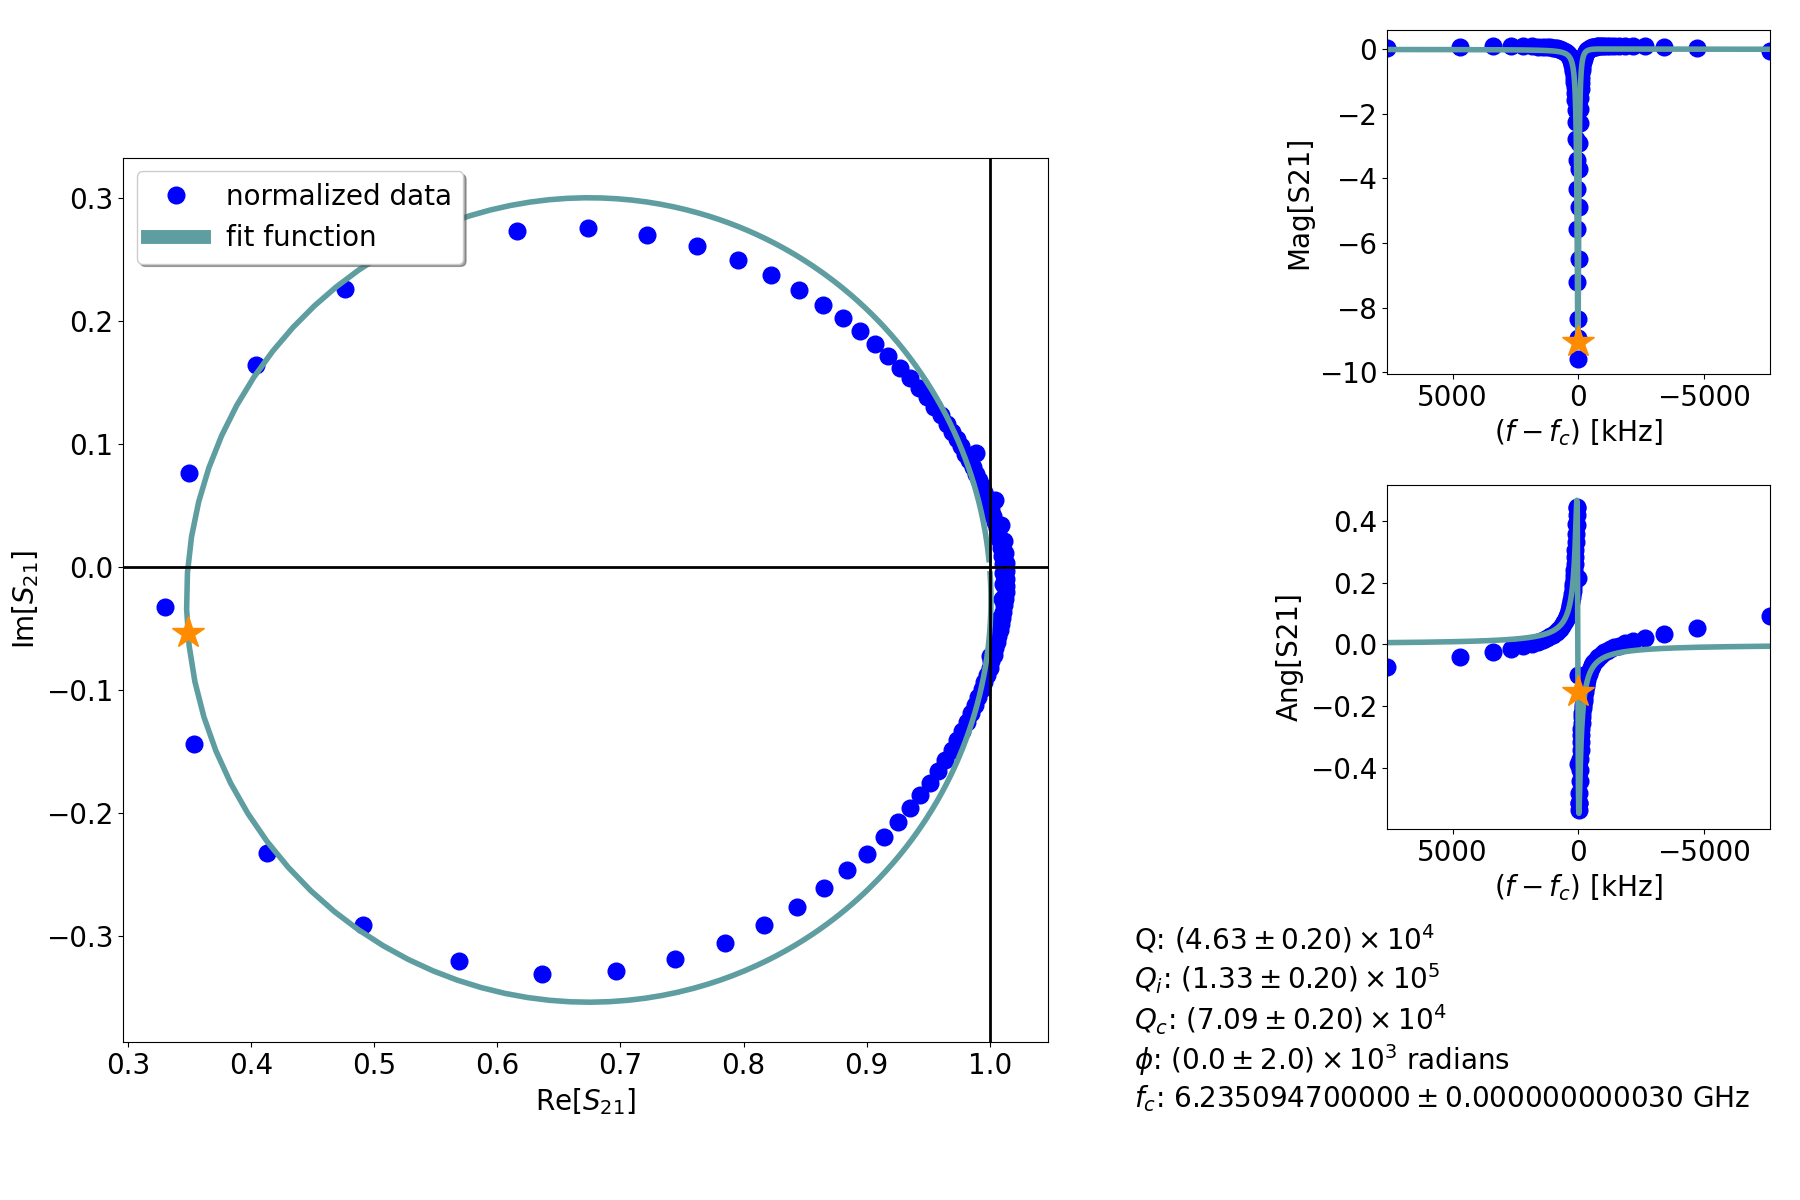 normalized data
fit function
0.3
0.2
0.1
0.0
−0.1
−0.2
−0.3
Im[S21]
0.3 0.4 0.5 0.6 0.7 0.8 0.9 1.0
Re[S21]
0
−2
−4
−6
−8
−10
Mag[S21]
5000 0 −5000
(f − fc) [kHz]
0.4
0.2
0.0
−0.2
−0.4
Ang[S21]
5000 0 −5000
(f − fc) [kHz]
Q: (4.63 ± 0.20) × 10^4
Qi: (1.33 ± 0.20) × 10^5
Qc: (7.09 ± 0.20) × 10^4
ϕ: (0.0 ± 2.0) × 10^3 radians
fc: 6.235094700000 ± 0.000000000030 GHz